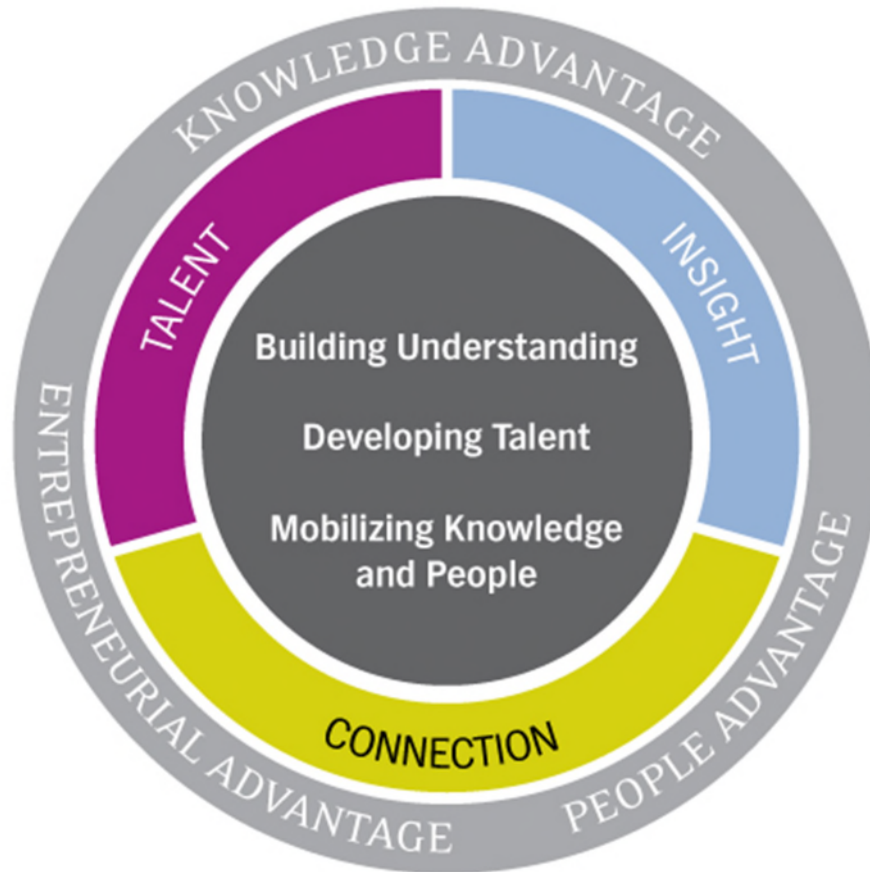 KNOWLEDGE ADVANTAGE
TALENT
INSIGHT
Building Understanding
Developing Talent
Mobilizing Knowledge
and People
CONNECTION
ENTREPRENEURIAL ADVANTAGE
PEOPLE ADVANTAGE